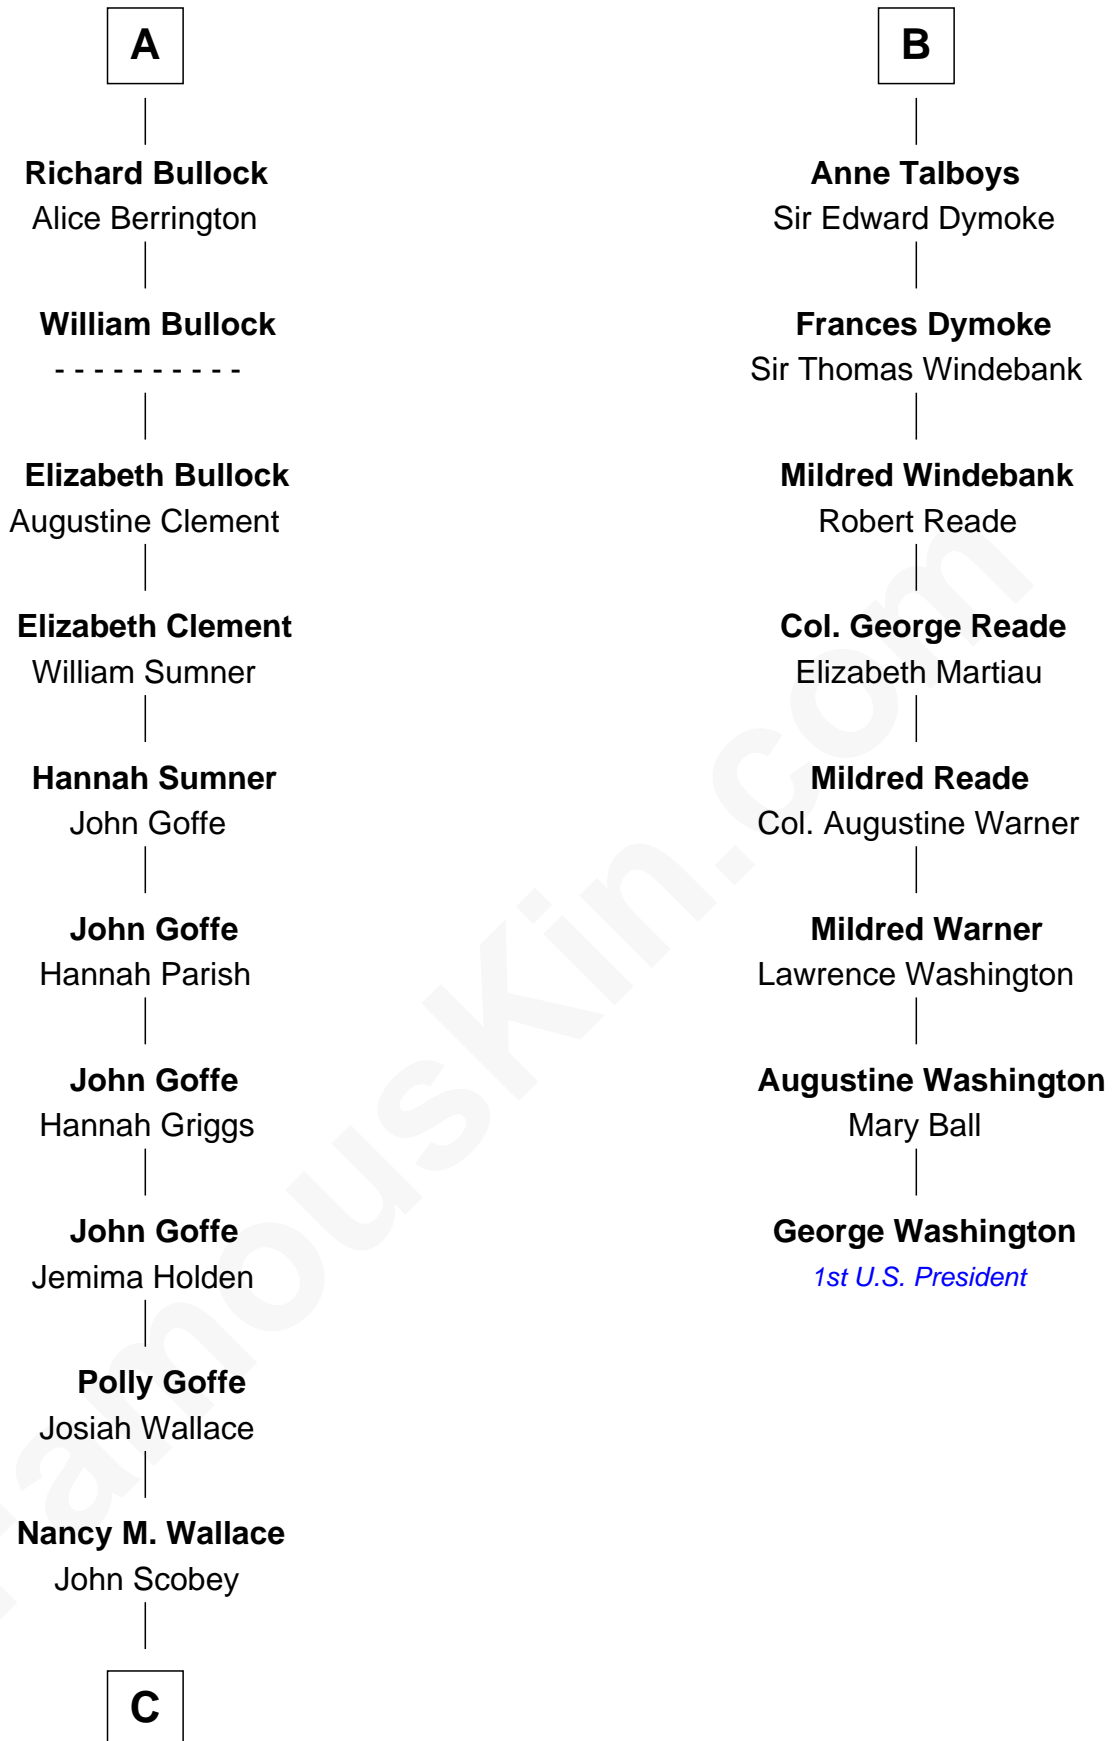 A
Richard Bullock
Alice Berrington
William Bullock
- - - - - - - - - -
Elizabeth Bullock
Augustine Clement
Elizabeth Clement
William Sumner
Hannah Sumner
John Goffe
John Goffe
Hannah Parish
John Goffe
Hannah Griggs
John Goffe
Jemima Holden
Polly Goffe
Josiah Wallace
Nancy M. Wallace
John Scobey
C
B
Anne Talboys
Sir Edward Dymoke
Frances Dymoke
Sir Thomas Windebank
Mildred Windebank
Robert Reade
Col. George Reade
Elizabeth Martiau
Mildred Reade
Col. Augustine Warner
Mildred Warner
Lawrence Washington
Augustine Washington
Mary Ball
George Washington
1st U.S. President
FamousKin.com